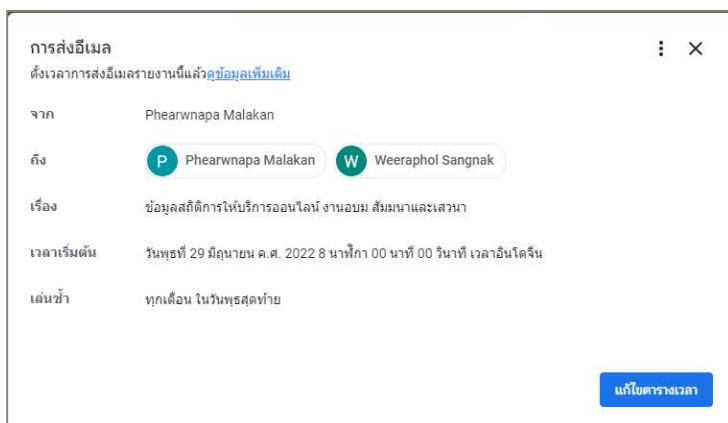 การส่งอีเมล
ตั้งเวลาการส่งอีเมลรายงานนี้แล้วดูข้อมูลเพิ่มเติม
จาก Phearwnapa Malakan
ถึง P Phearwnapa Malakan W Weeraphol Sangnak
เรื่อง ข้อมูลสถิติการให้บริการออนไลน์ งานอบม สัมมนาและเสวนา
เวลาเริ่มต้น วันพุธที่ 29 มิถุนายน ค.ศ. 2022 8 นาฬิกา 00 นาที 00 วินาที เวลาอินโดจีน
เล่นซ้ำ ทุกเดือน ในวันพุธสุดท้าย
แก้ไขตารางเวลา